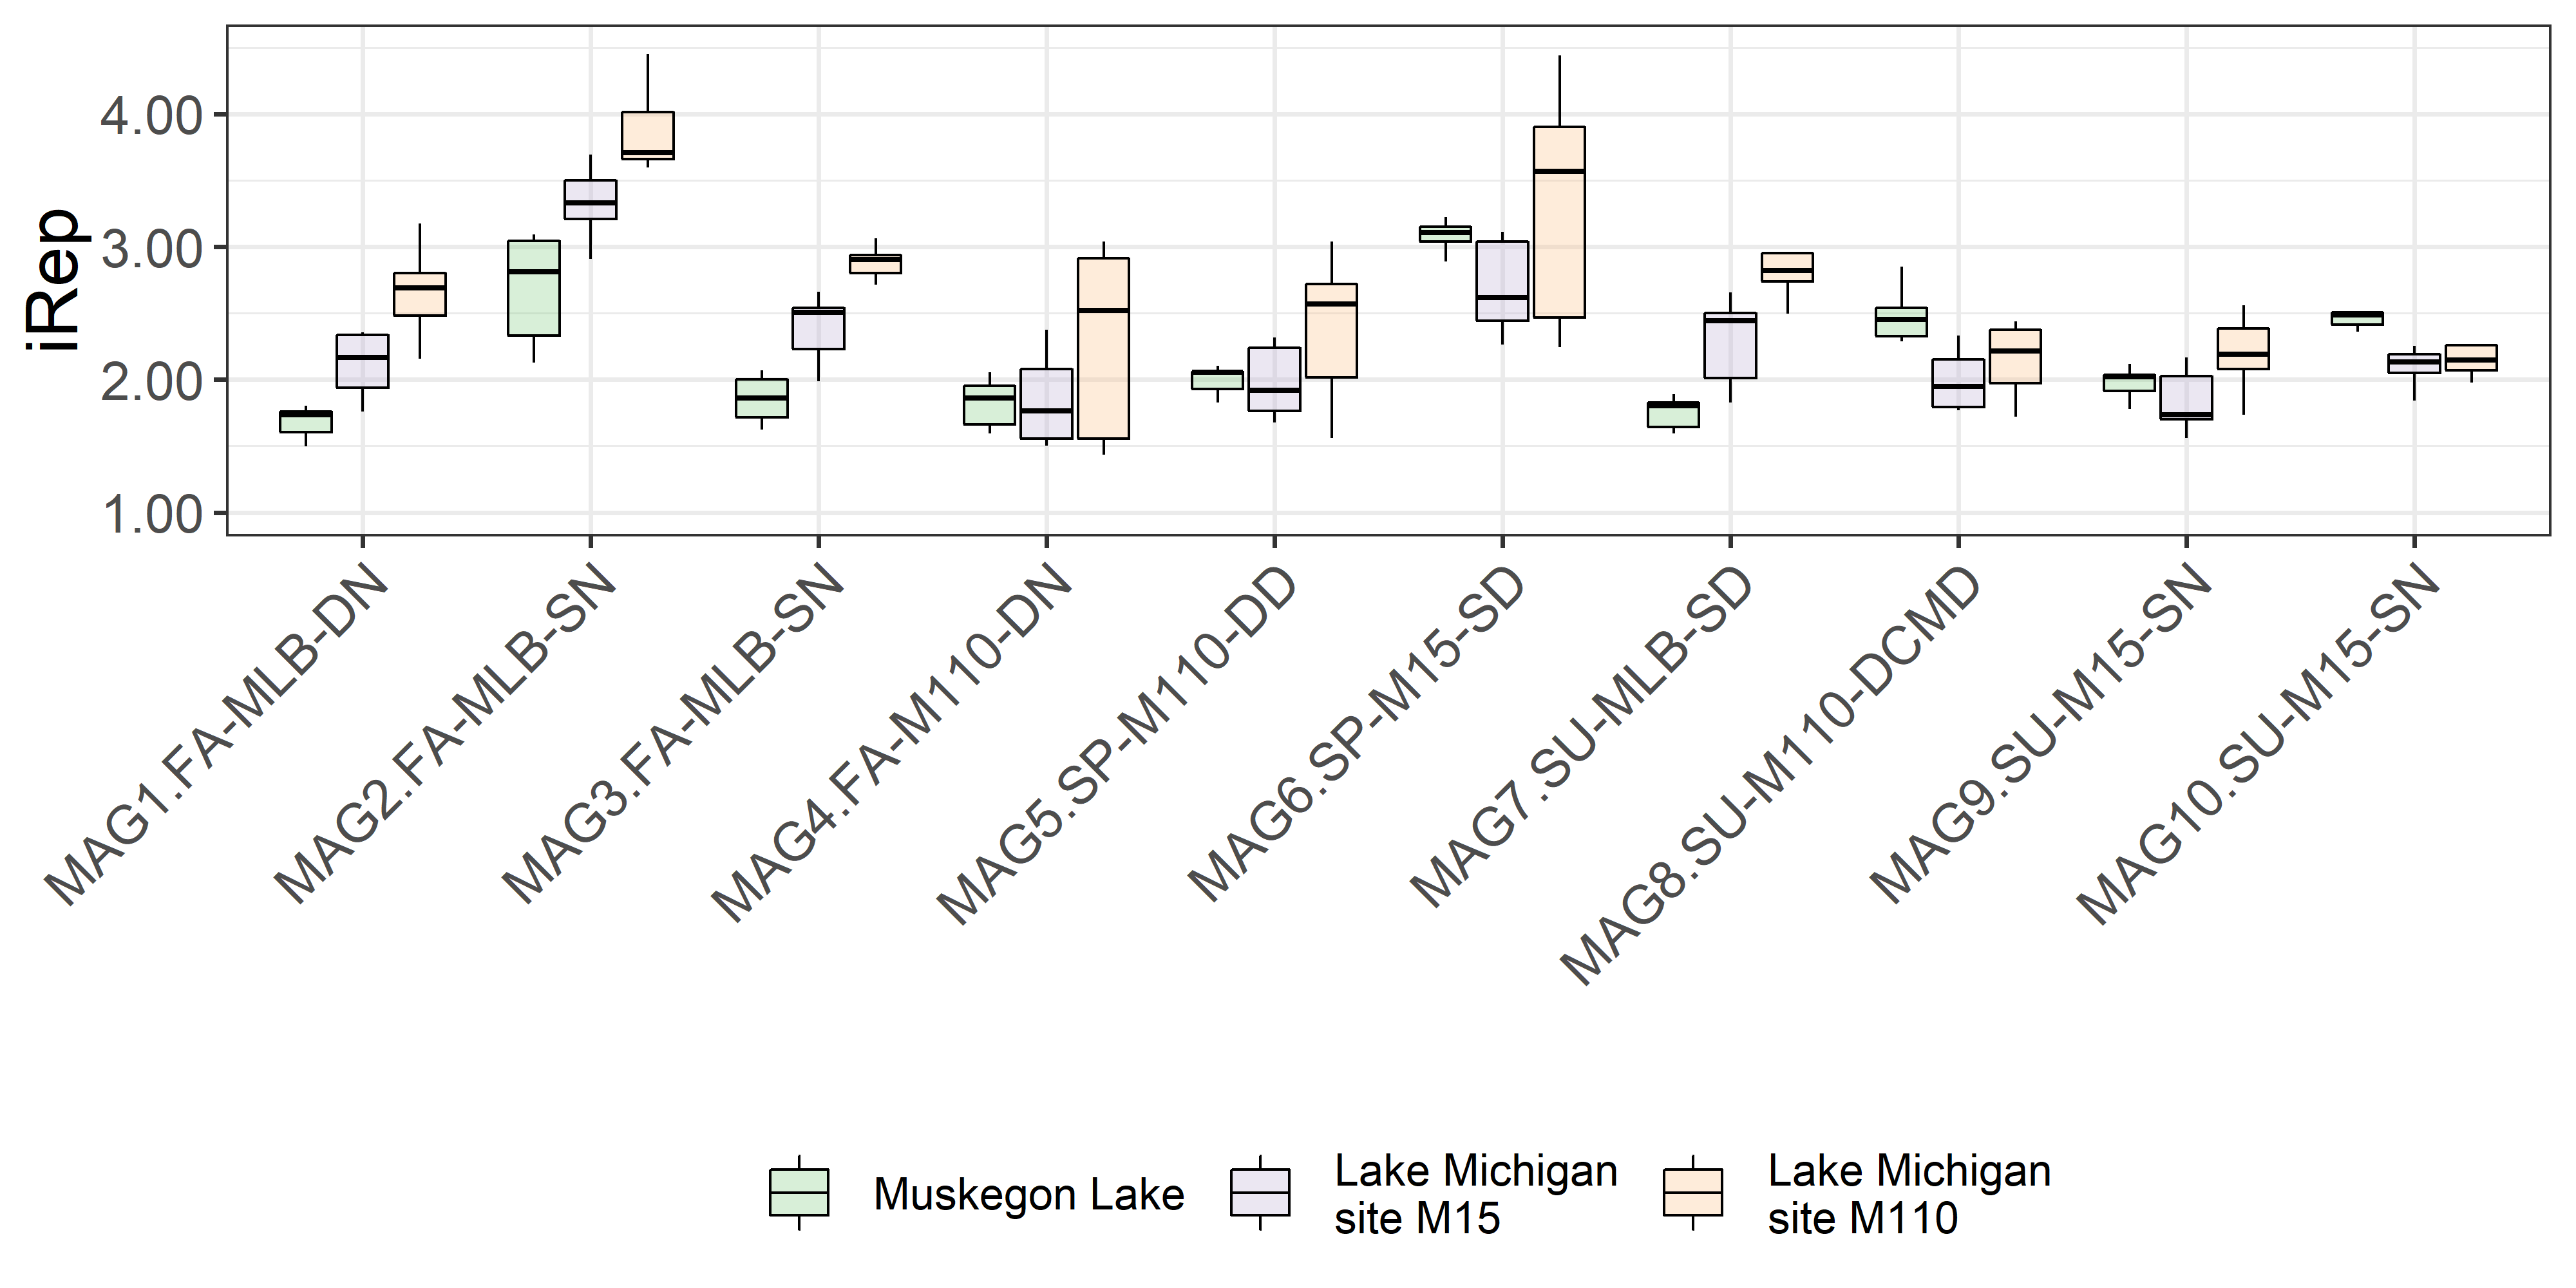 iRep
4.00
3.00
2.00
1.00
MAG1.FA-MLB-DN
MAG2.FA-MLB-SN
MAG3.FA-MLB-SN
MAG4.FA-M110-DN
MAG5.SP-M110-DD
MAG6.SP-M15-SD
MAG7.SU-MLB-SD
MAG8.SU-M110-DCMD
MAG9.SU-M15-SN
MAG10.SU-M15-SN
Muskegon Lake
Lake Michigan
site M15
Lake Michigan
site M110